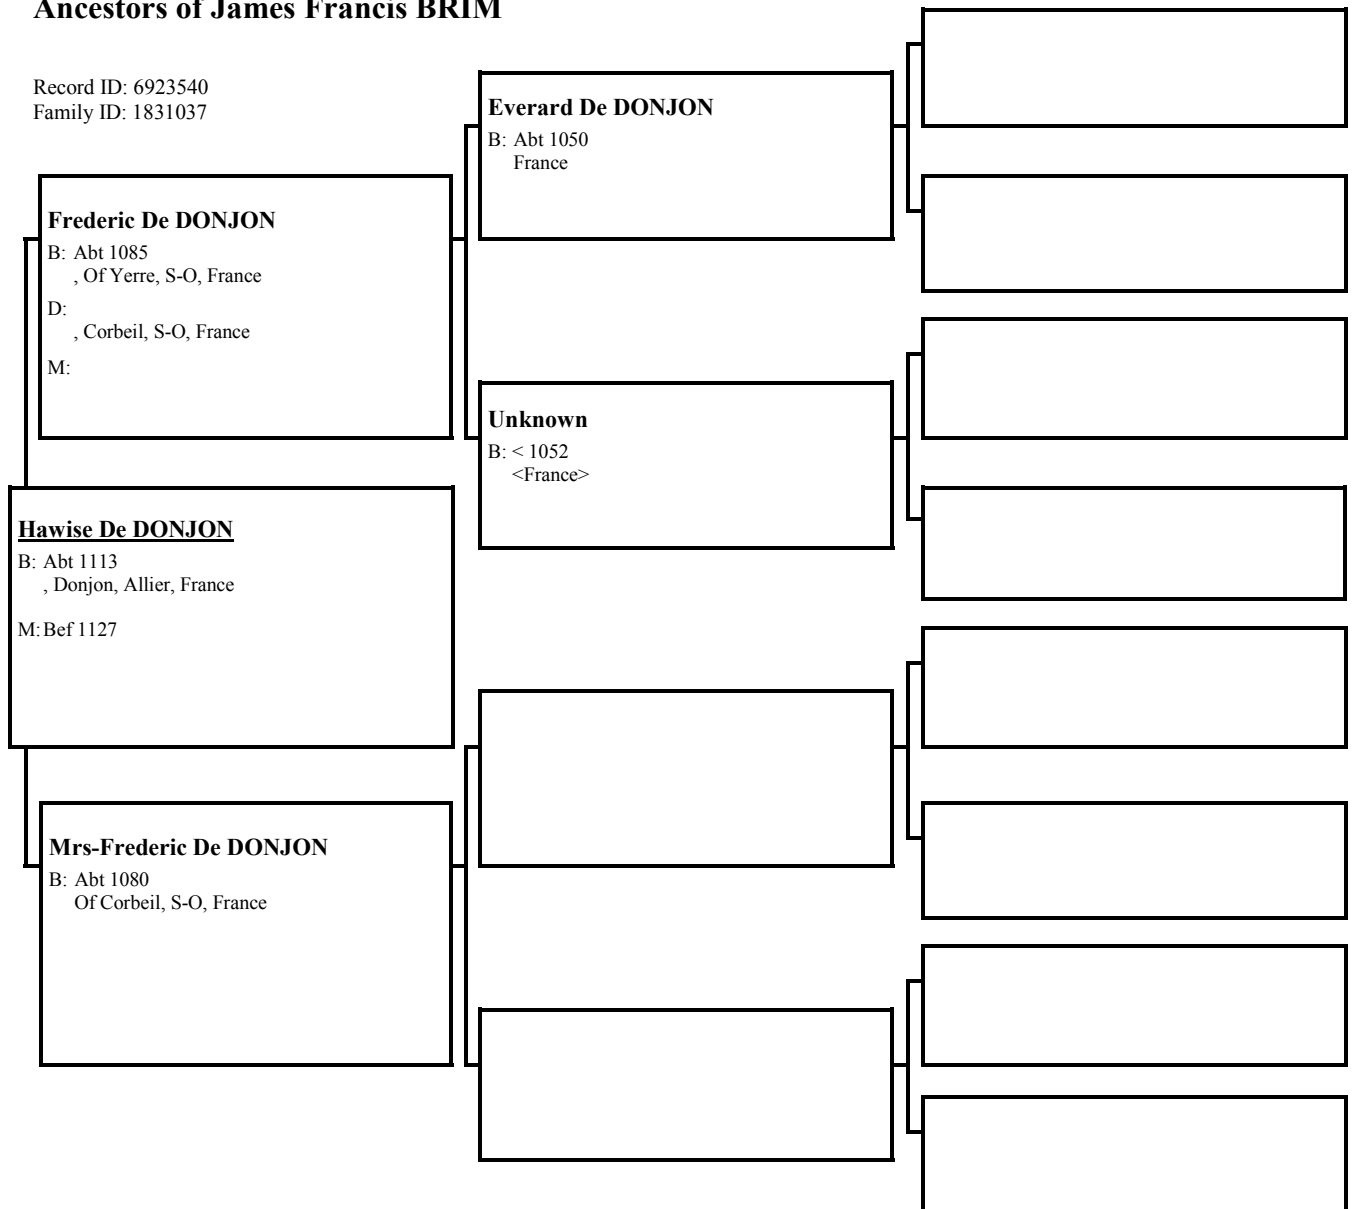 Ancestors of James Francis BRIM
Record ID: 6923540
Family ID: 1831037
Everard De DONJON
B: Abt 1050
France
Frederic De DONJON
B: Abt 1085
, Of Yerre, S-O, France
D:
, Corbeil, S-O, France
M:
Unknown
B: < 1052
<France>
Hawise De DONJON
B: Abt 1113
, Donjon, Allier, France
M: Bef 1127
Mrs-Frederic De DONJON
B: Abt 1080
Of Corbeil, S-O, France